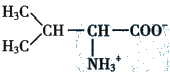 H₃C
CH — CH — COO⁻
H₃C
NH₃⁺